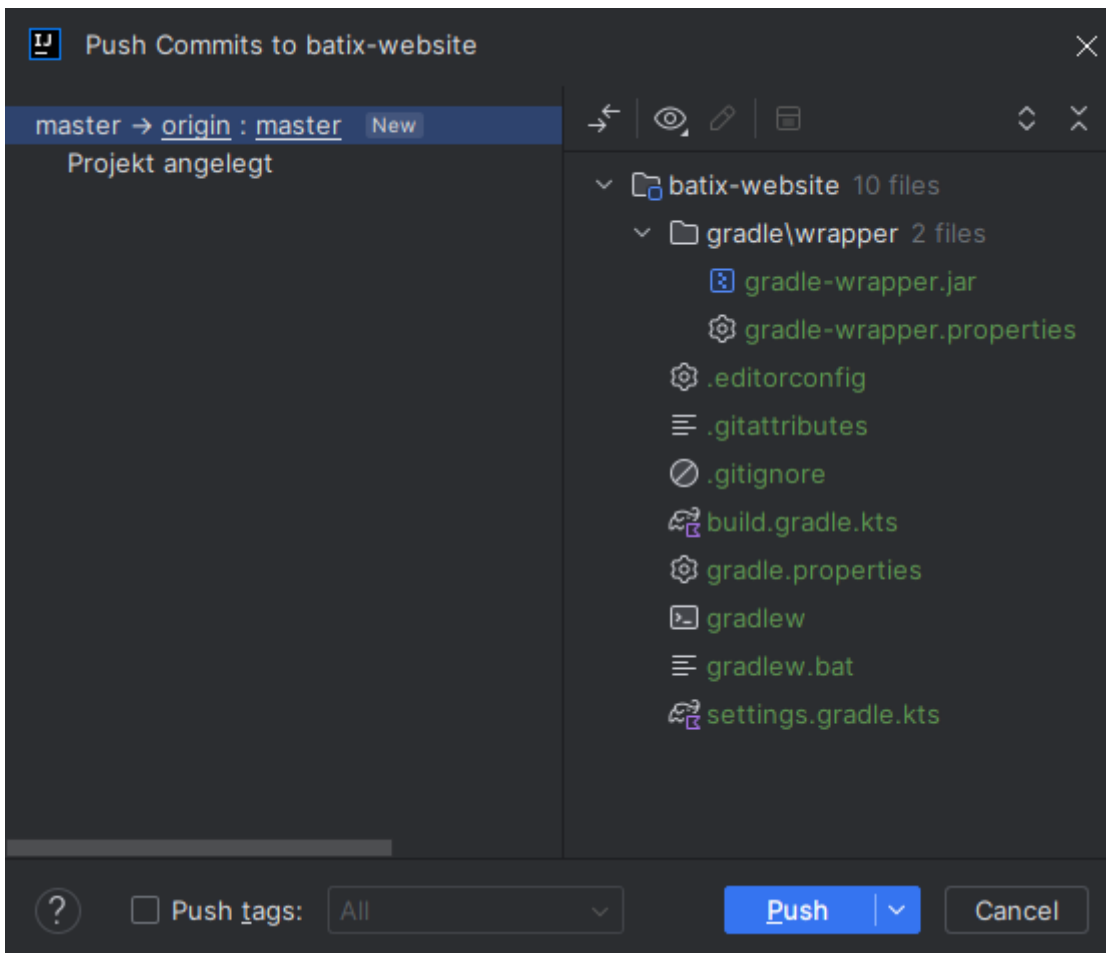 IJ
Push Commits to batix-website
master → origin : master New
Projekt angelegt
batix-website 10 files
gradle\wrapper 2 files
gradle-wrapper.jar
gradle-wrapper.properties
.editorconfig
.gitattributes
.gitignore
build.gradle.kts
gradle.properties
gradlew
gradlew.bat
settings.gradle.kts
? Push tags: All Push Cancel